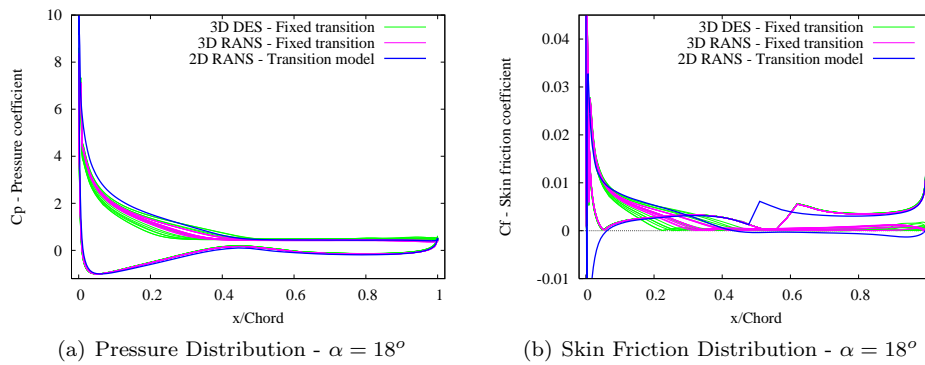 3D DES - Fixed transition
3D RANS - Fixed transition
2D RANS - Transition model
Cp - Pressure coefficient
10
8
6
4
2
0
0
0.2
0.4
0.6
0.8
1
x/Chord
(a) Pressure Distribution - α = 18°
3D DES - Fixed transition
3D RANS - Fixed transition
2D RANS - Transition model
Cf - Skin friction coefficient
0.04
0.03
0.02
0.01
0
-0.01
0
0.2
0.4
0.6
0.8
x/Chord
(b) Skin Friction Distribution - α = 18°